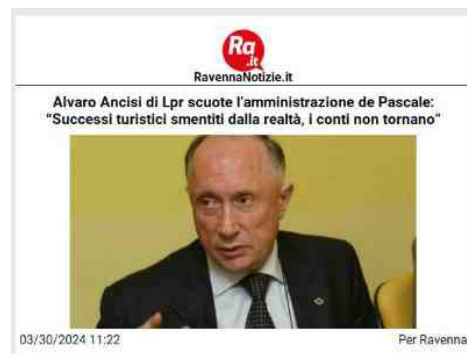 Ra
.it
RavennaNotizie.it
Alvaro Ancisi di Lpr scuote l'amministrazione de Pascale:
"Successi turistici smentiti dalla realtà, i conti non tornano"
03/30/2024 11:22
Per Ravenna